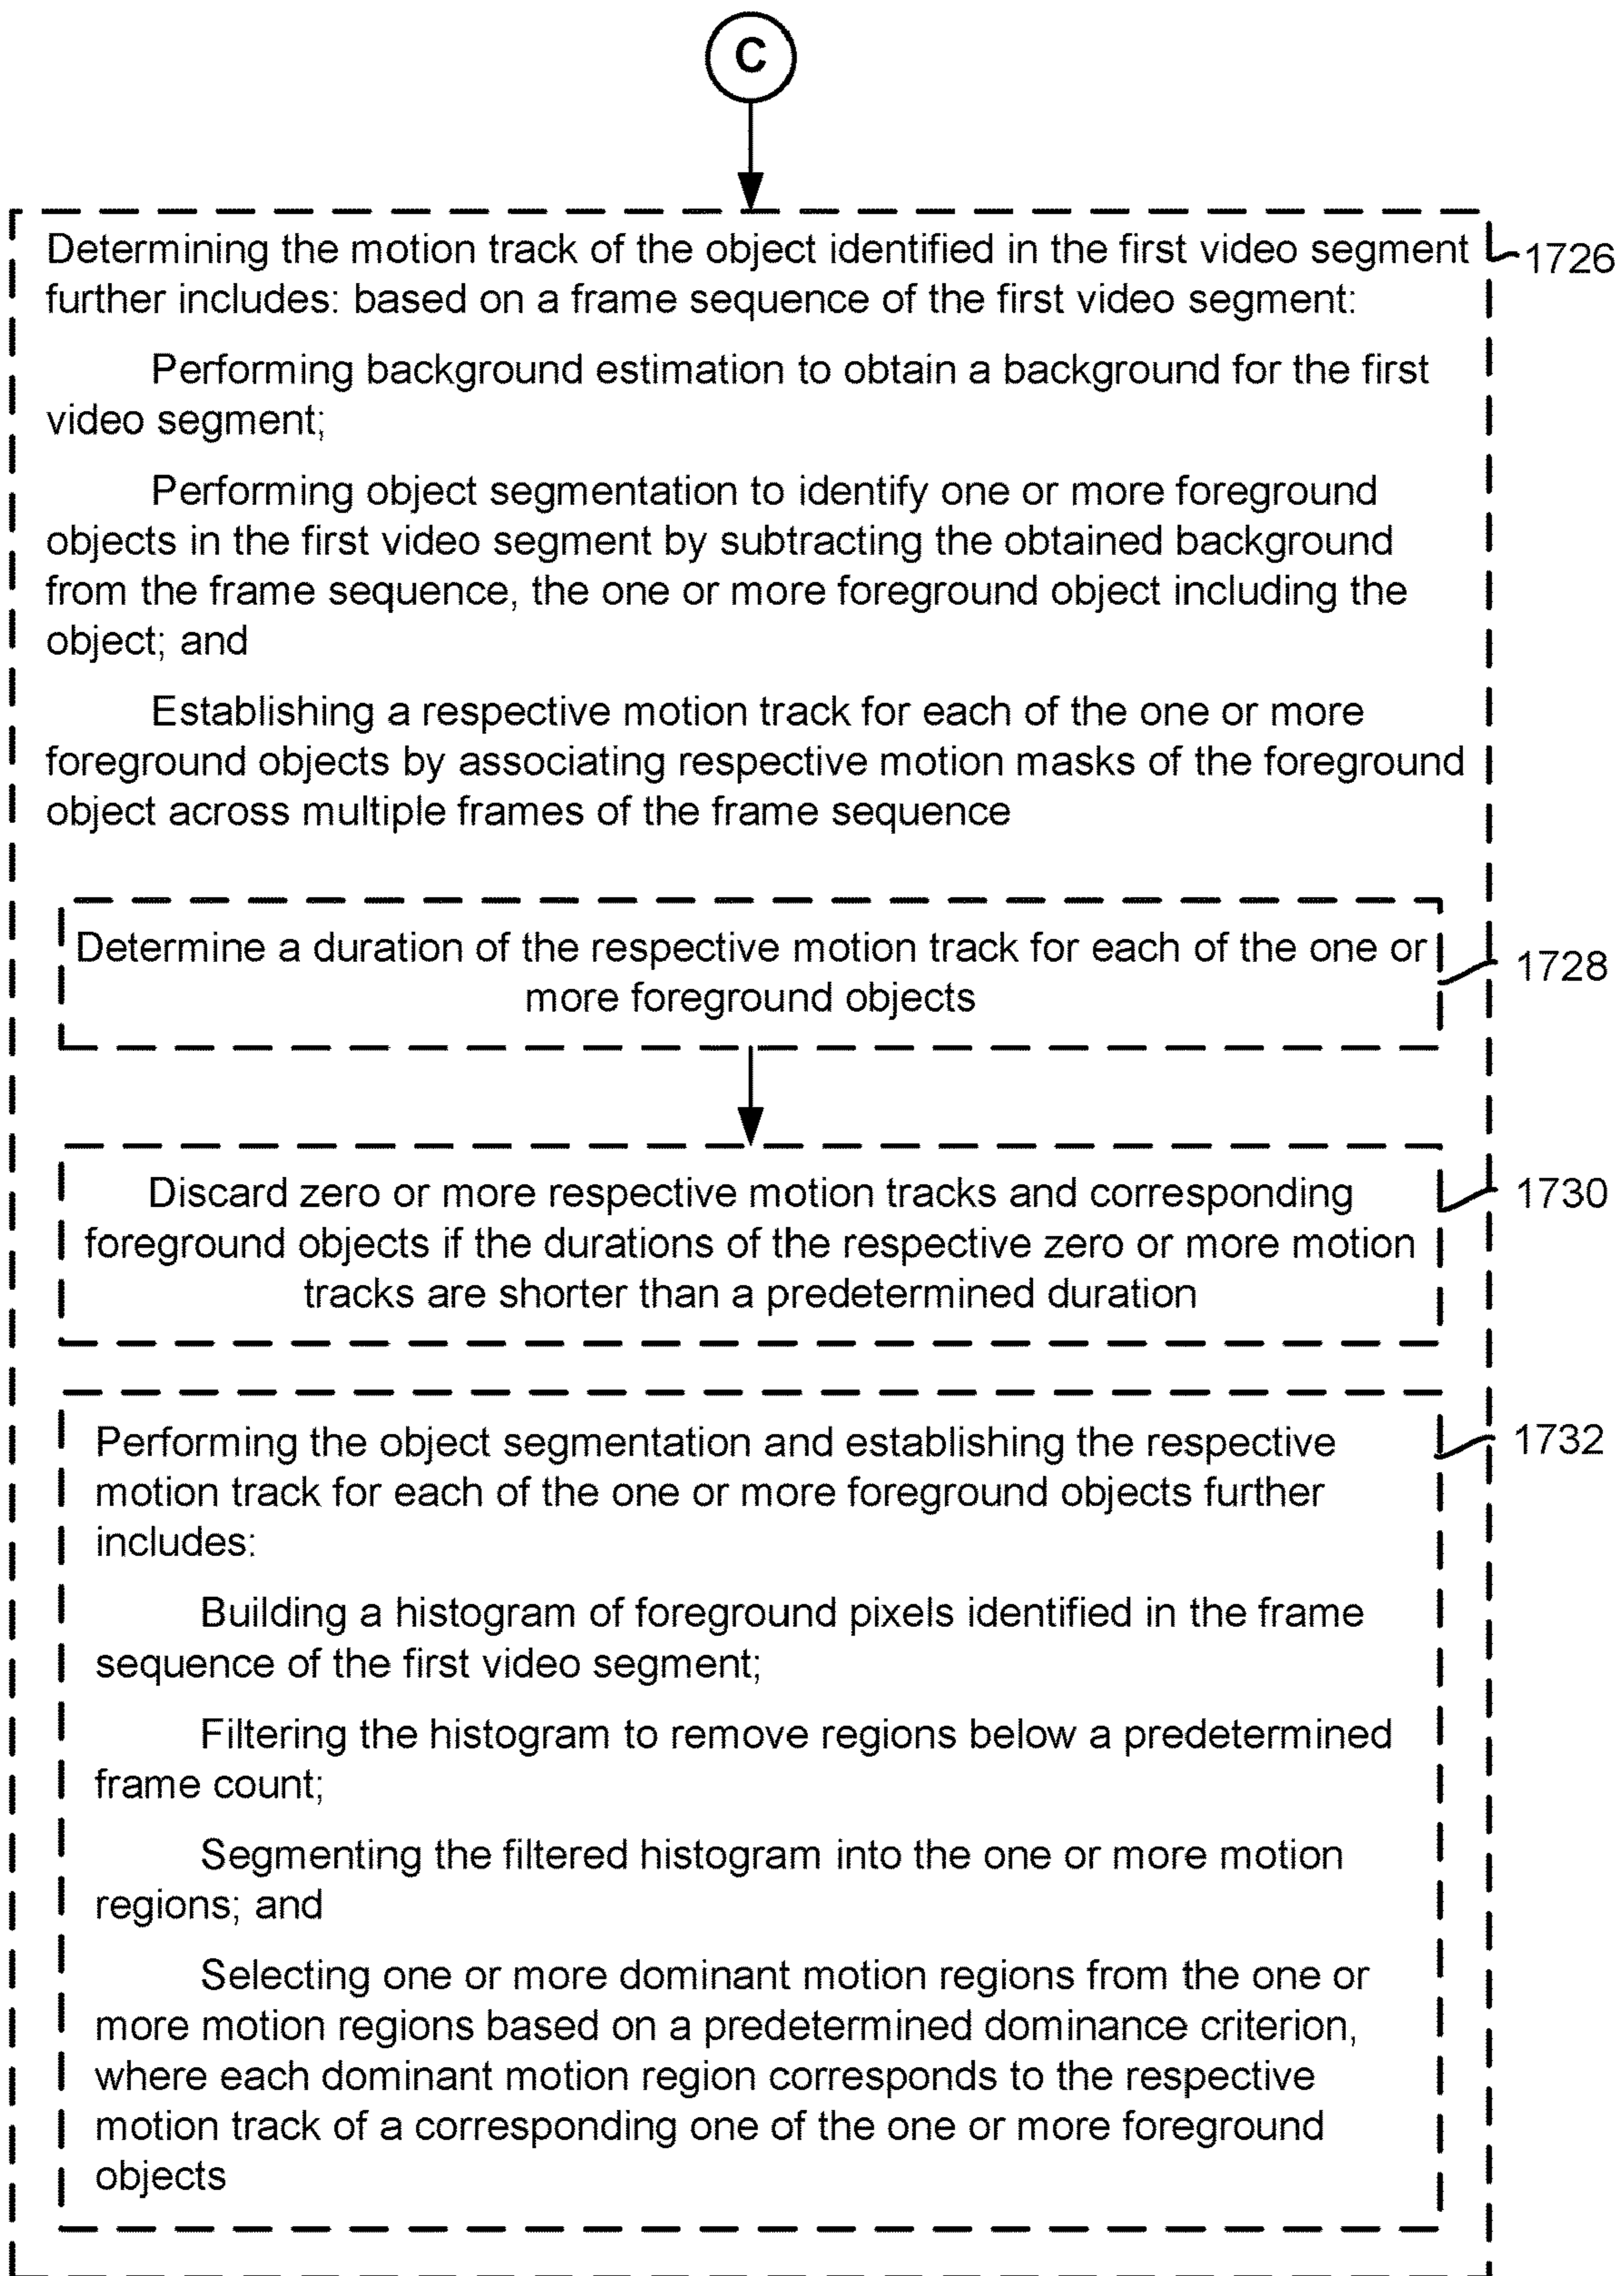 C
Determining the motion track of the object identified in the first video segment
1726
further includes: based on a frame sequence of the first video segment:
Performing background estimation to obtain a background for the first
video segment;
Performing object segmentation to identify one or more foreground
objects in the first video segment by subtracting the obtained background
from the frame sequence, the one or more foreground object including the
object; and
Establishing a respective motion track for each of the one or more
foreground objects by associating respective motion masks of the foreground
object across multiple frames of the frame sequence
Determine a duration of the respective motion track for each of the one or
more foreground objects
1728
Discard zero or more respective motion tracks and corresponding
foreground objects if the durations of the respective zero or more motion
tracks are shorter than a predetermined duration
1730
Performing the object segmentation and establishing the respective
1732
motion track for each of the one or more foreground objects further
includes:
Building a histogram of foreground pixels identified in the frame
sequence of the first video segment;
Filtering the histogram to remove regions below a predetermined
frame count;
Segmenting the filtered histogram into the one or more motion
regions; and
Selecting one or more dominant motion regions from the one or
more motion regions based on a predetermined dominance criterion,
where each dominant motion region corresponds to the respective
motion track of a corresponding one of the one or more foreground
objects